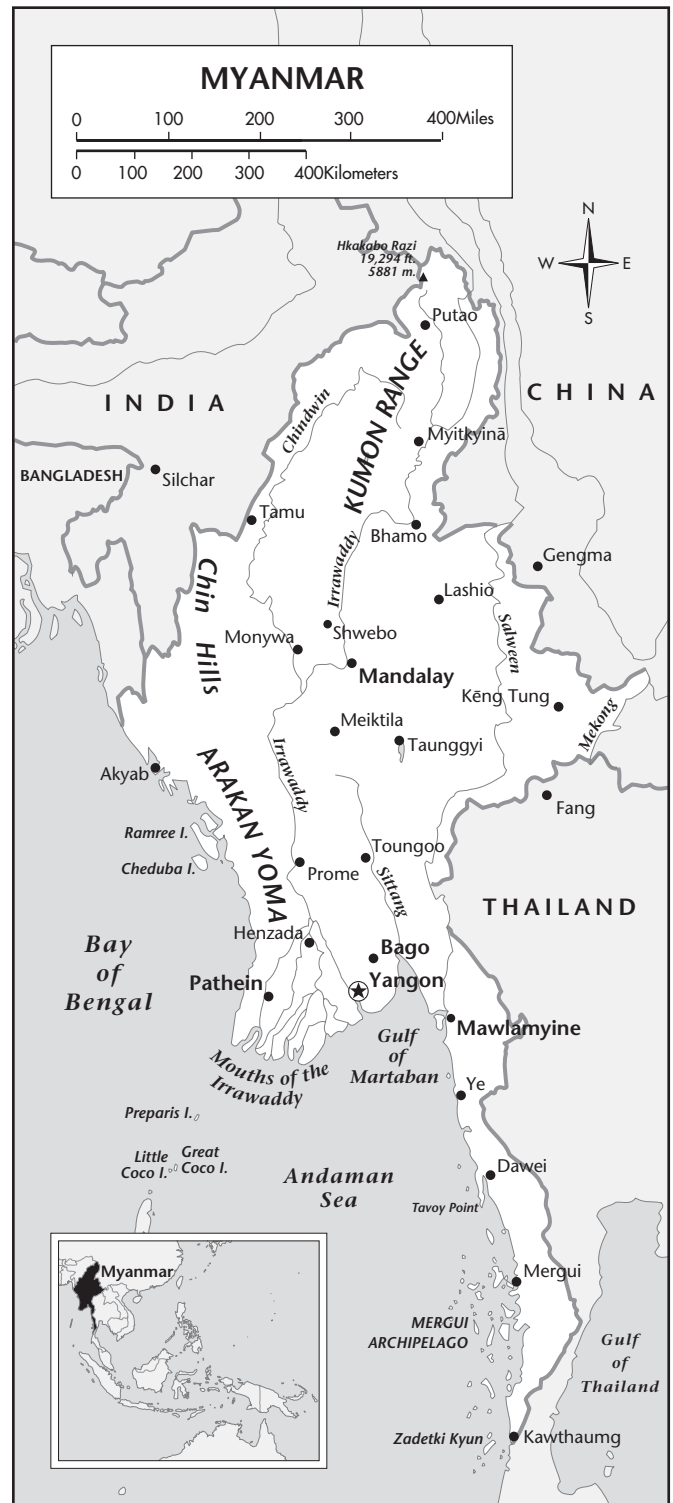 MYANMAR
0 100 200 300 400Miles
0 100 200 300 400Kilometers
N
W E
S
Hkakabo Razi
19,294 ft.
5881 m.
Putao
KUMON RANGE
CHINA
INDIA
Chindwin
Myitkyinā
BANGLADESH
Silchar
Tamu
Bhamo
Irrawaddy
Gengma
Chin Hills
Lashio
Salween
Shwebo
Monywa
Mandalay
Kēng Tung
Mekong
Meiktila
Taunggyi
Irrawaddy
Akyab
ARAKAN YOMA
Fang
Ramree I.
Cheduba I.
Toungoo
Prome
Sittang
THAILAND
Henzada
Bago
Bay
of
Bengal
Pathein
Yangon
Mawlamyine
Gulf
of
Martaban
Mouths of the
Irrawaddy
Ye
Preparis I.
Little
Coco I.
Great
Coco I.
Andaman
Sea
Dawei
Tavoy Point
Myanmar
Mergui
MERGUI
ARCHIPELAGO
Gulf
of
Thailand
Zadetki Kyun
Kawthaumg